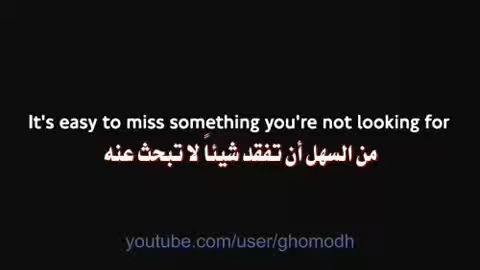 It's easy to miss something you're not looking for
من السهل أن تفقد شيئاً لا تبحث عنه
youtube.com/user/ghomodh